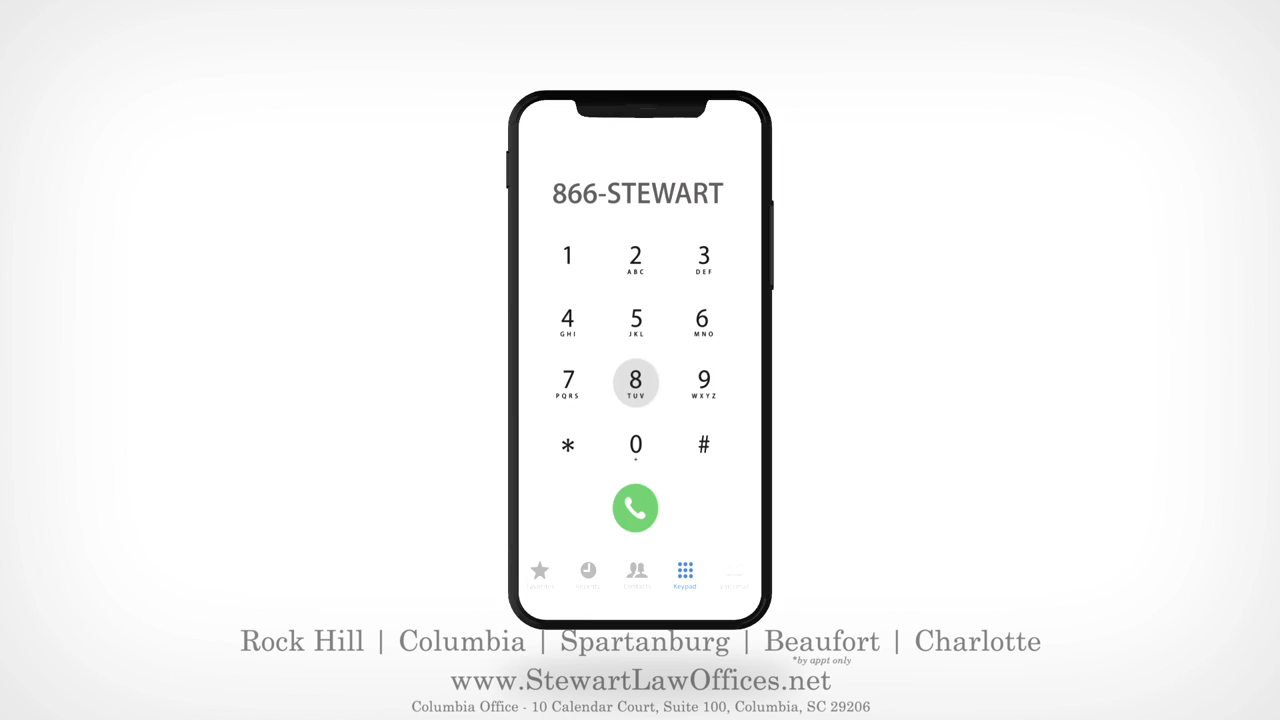 866-STEWART
1 2 3
ABC DEF
4 5 6
GHI JKL MNO
7 8 9
PQRS TUV WXYZ
* 0 #
+
Keypad
Rock Hill | Columbia | Spartanburg | Beaufort | Charlotte
*by appt only
www.StewartLawOffices.net
Columbia Office - 10 Calendar Court, Suite 100, Columbia, SC 29206